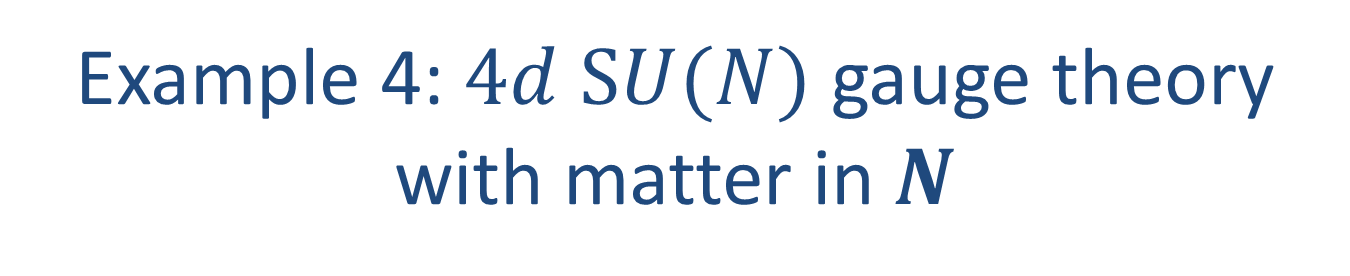 Example 4: 4d SU(N) gauge theory
with matter in N